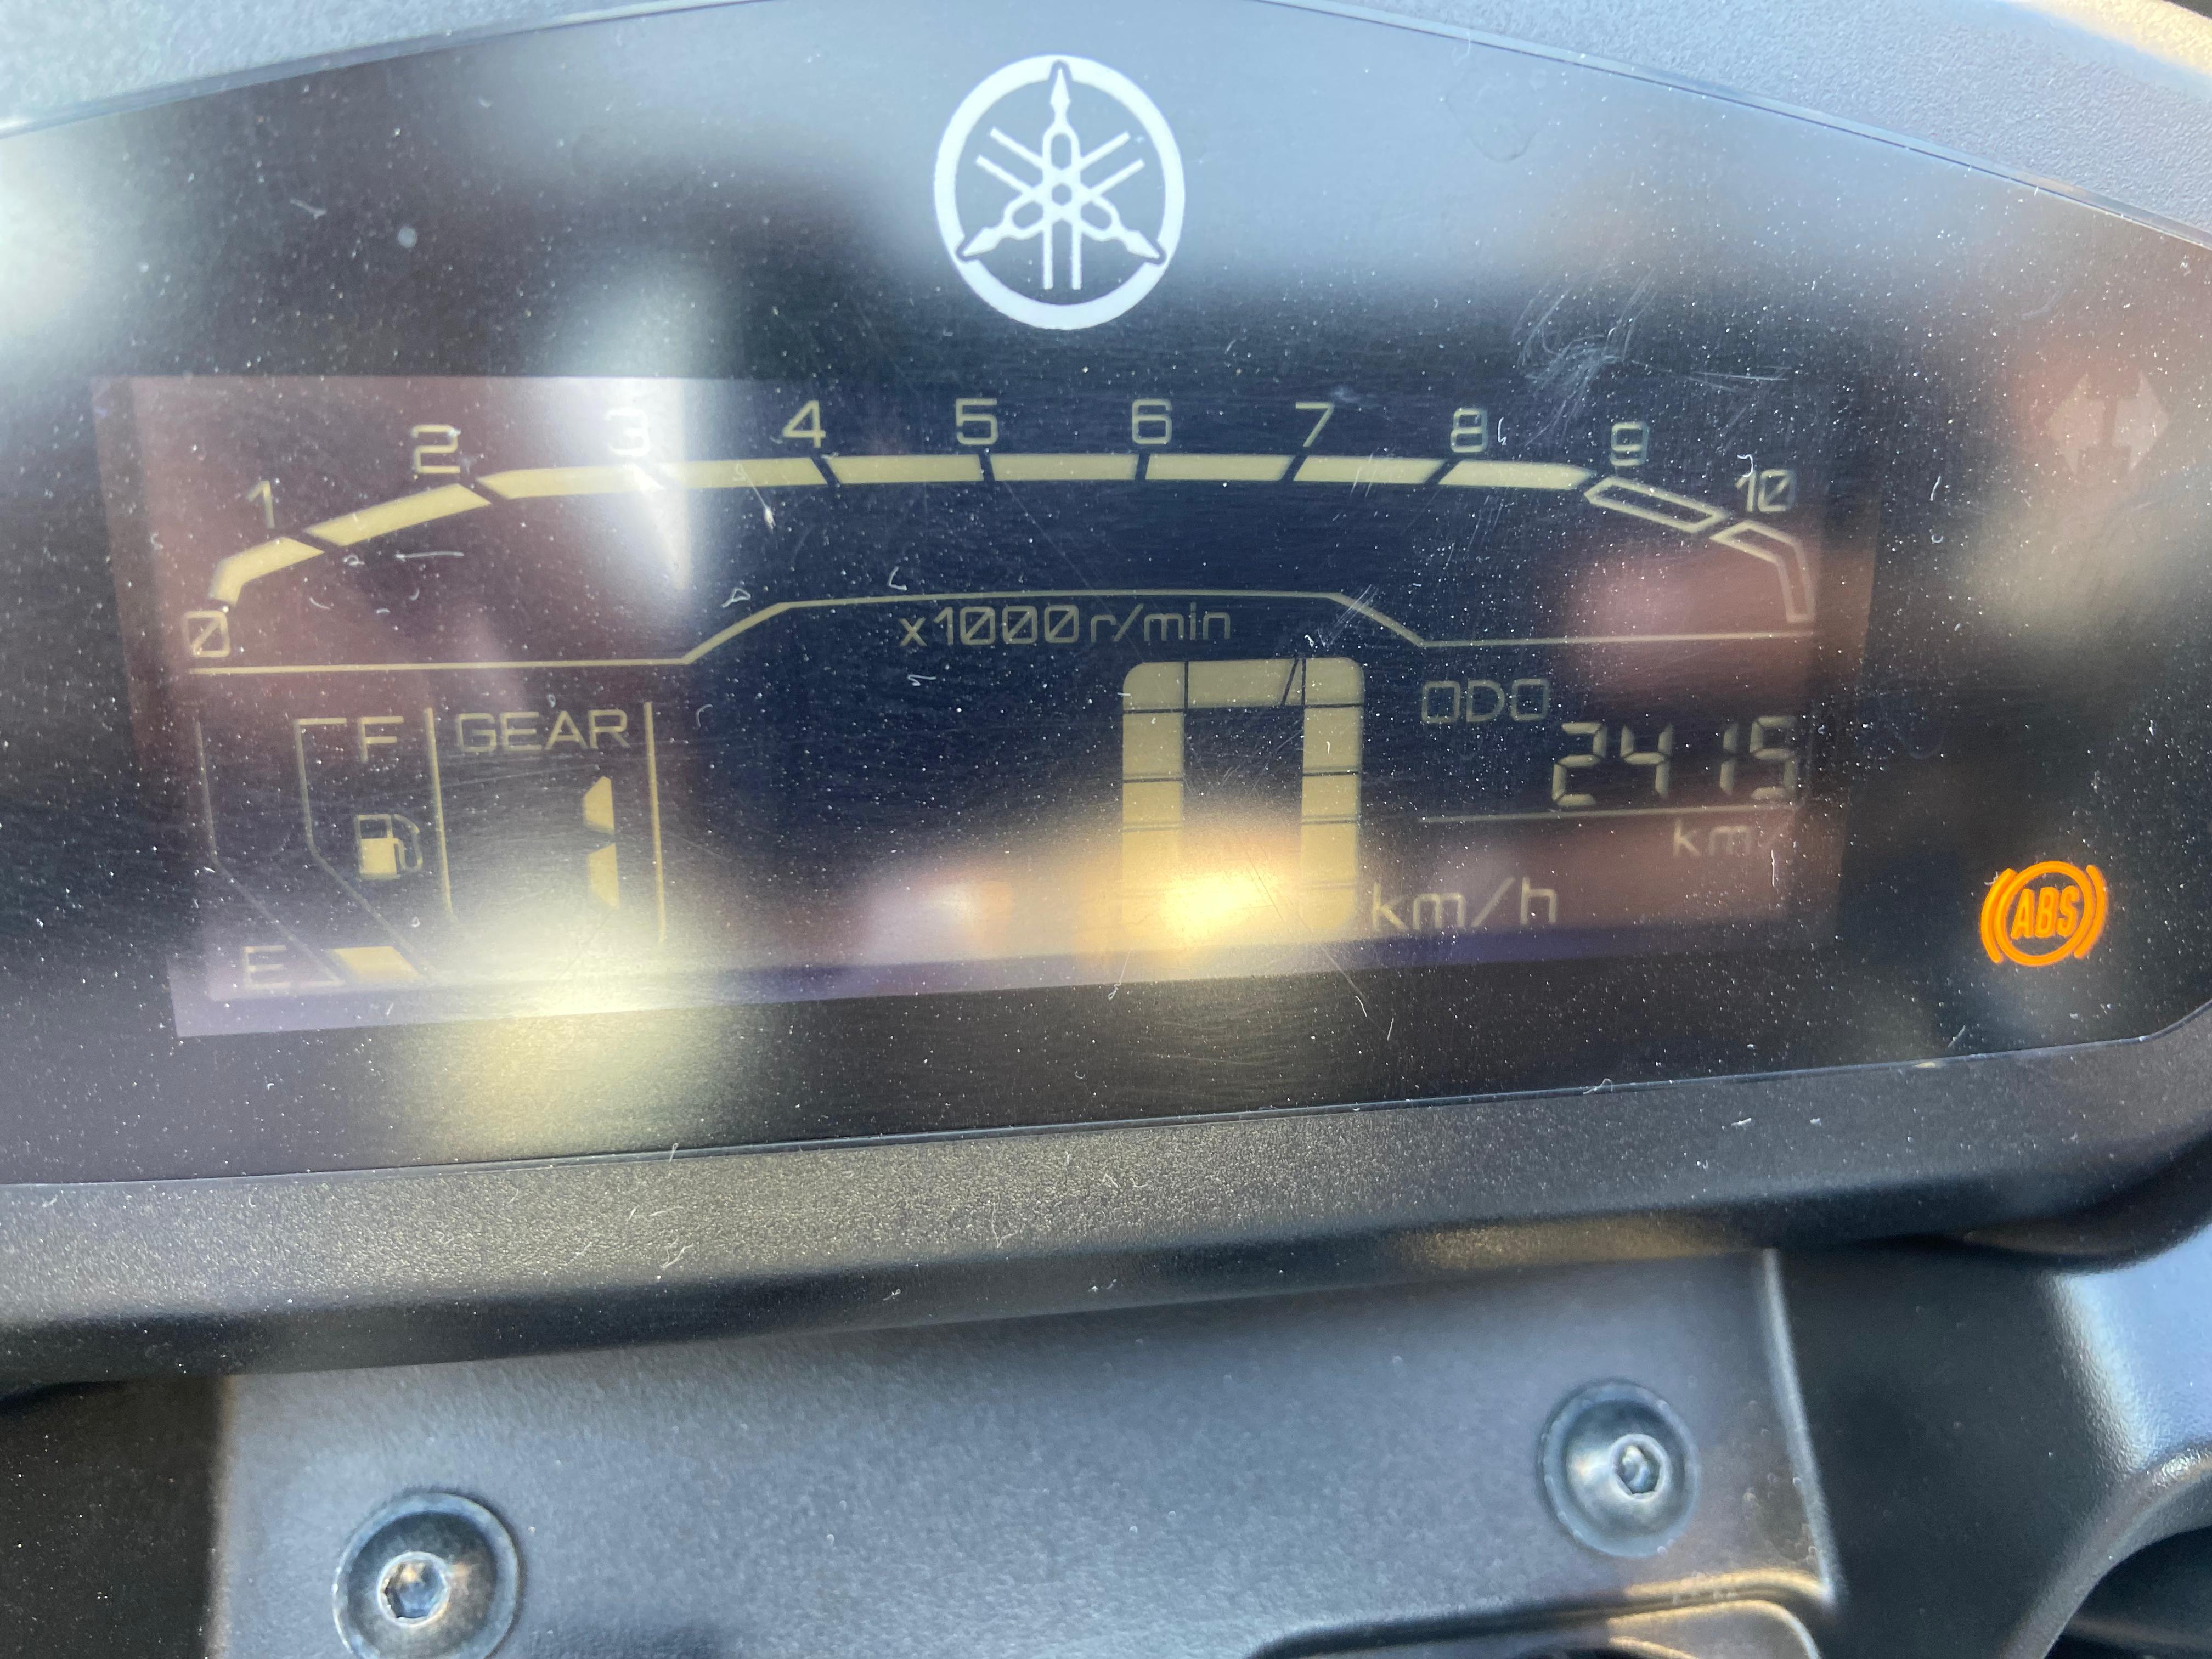 0 1 2 3 4 5 6 7 8 9 10
x1000 r/min
F GEAR
1
0 km/h
ODO
2415
km/
E
ABS